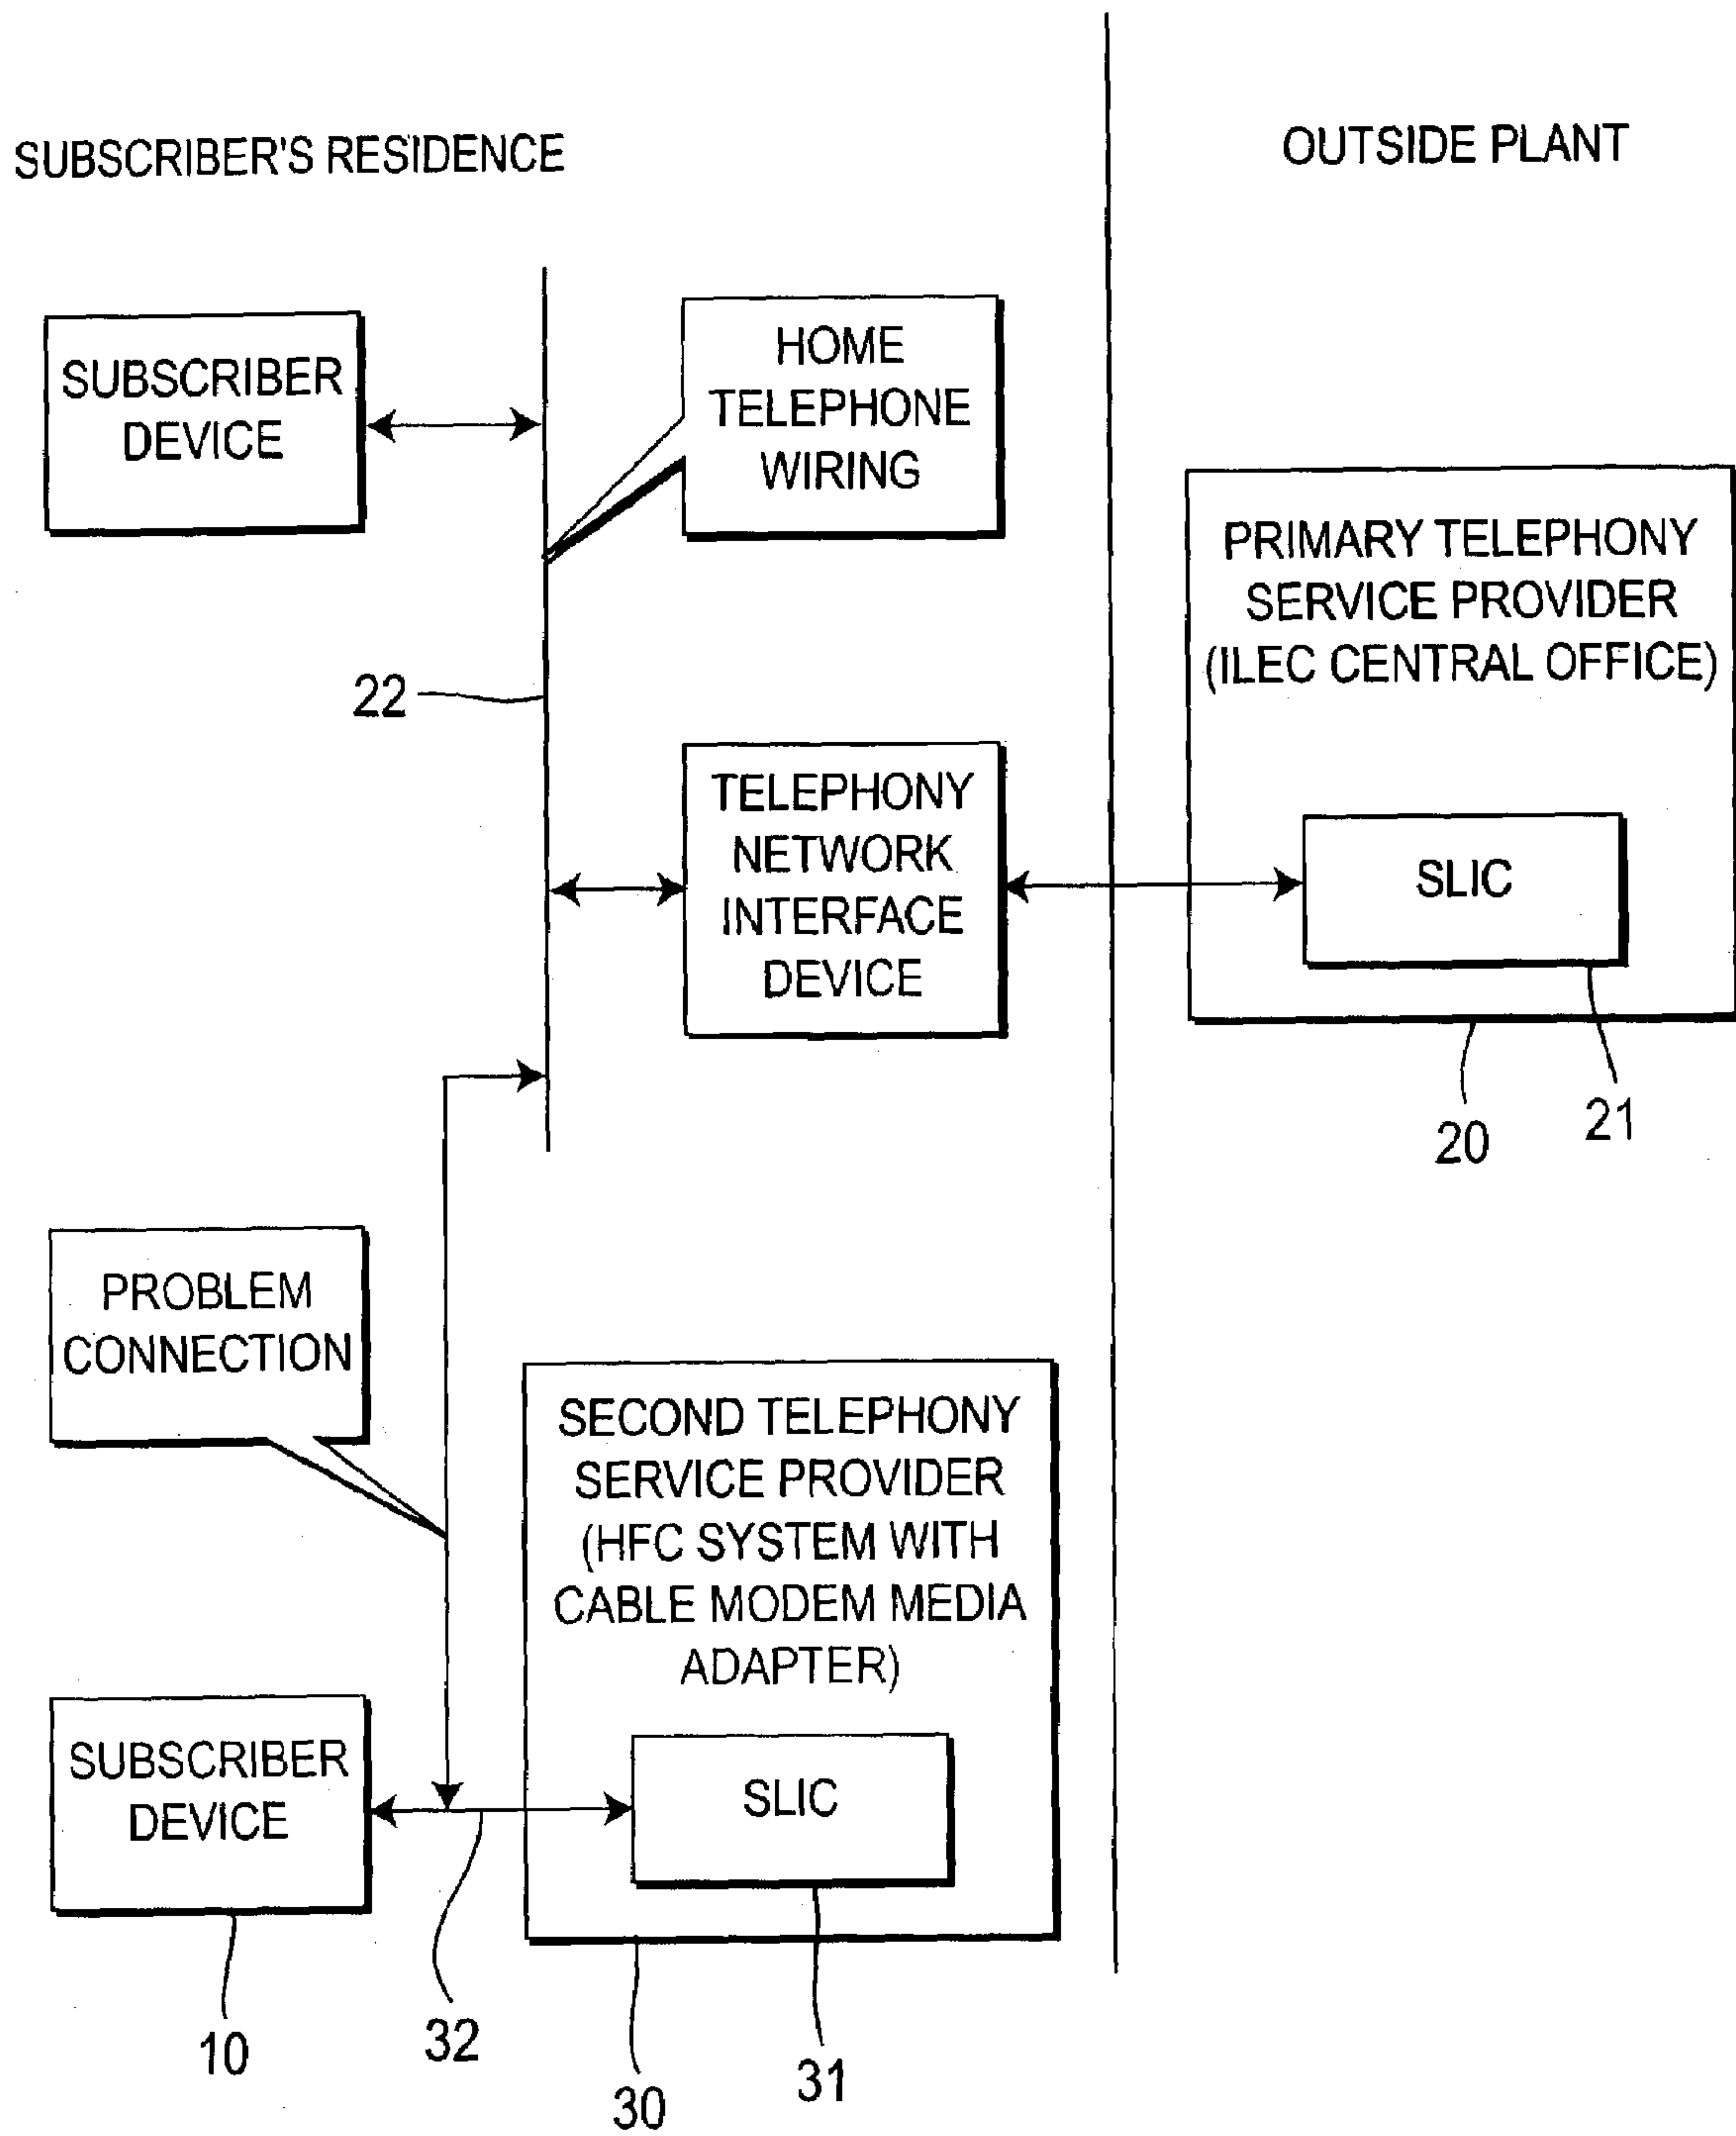 SUBSCRIBER'S RESIDENCE
OUTSIDE PLANT
SUBSCRIBER
DEVICE
HOME
TELEPHONE
WIRING
PRIMARY TELEPHONY
SERVICE PROVIDER
(ILEC CENTRAL OFFICE)
22
TELEPHONY
NETWORK
INTERFACE
DEVICE
SLIC
21
20
PROBLEM
CONNECTION
SECOND TELEPHONY
SERVICE PROVIDER
(HFC SYSTEM WITH
CABLE MODEM MEDIA
ADAPTER)
SUBSCRIBER
DEVICE
SLIC
10
32
30
31